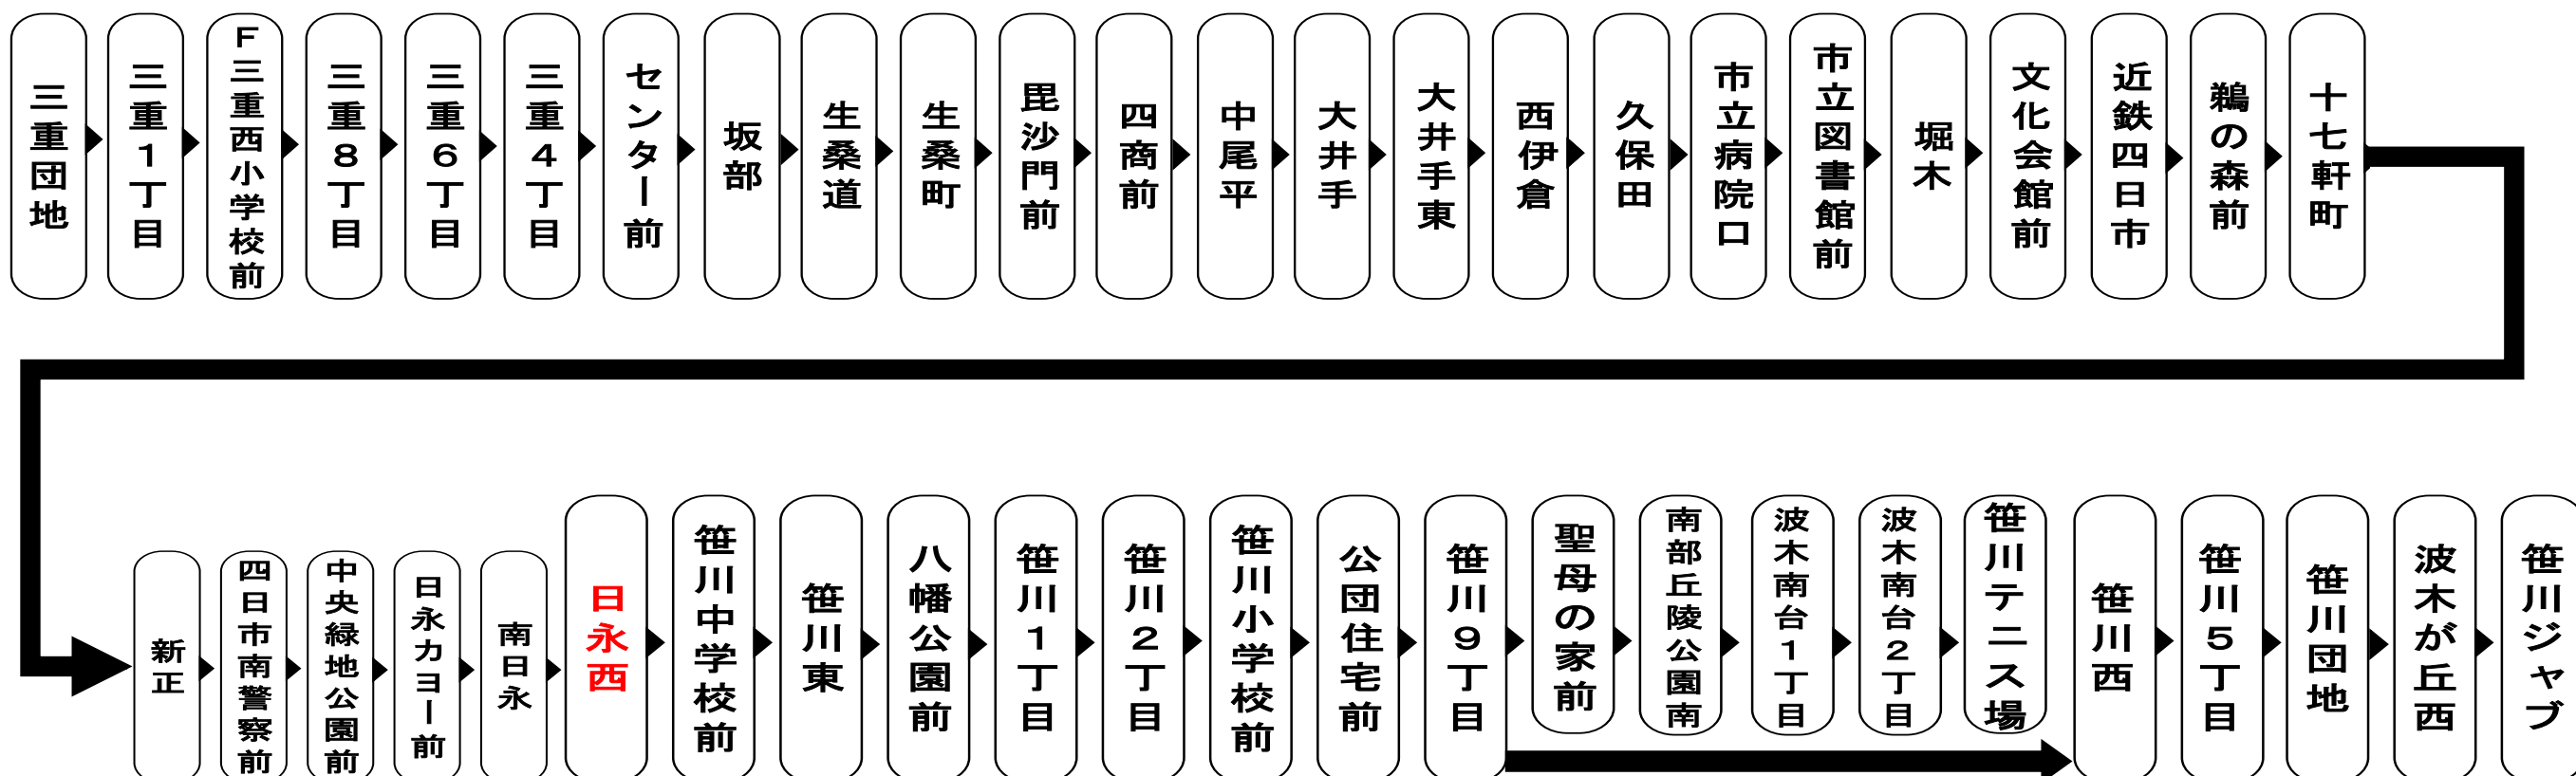 三重団地
三重１丁目
Ｆ三重西小学校前
三重８丁目
三重６丁目
三重４丁目
センター前
坂部
生桑道
生桑町
毘沙門前
四商前
中尾平
大井手
大井手東
西伊倉
久保田
市立病院口
市立図書館前
堀木
文化会館前
近鉄四日市
鵜の森前
十七軒町
新正
四日市南警察前
中央緑地公園前
日永カヨー前
南日永
日永西
笹川中学校前
笹川東
八幡公園前
笹川１丁目
笹川２丁目
笹川小学校前
公団住宅前
笹川９丁目
聖母の家前
南部丘陵公園南
波木南台１丁目
波木南台２丁目
笹川テニス場
笹川西
笹川５丁目
笹川団地
波木が丘西
笹川ジャブ